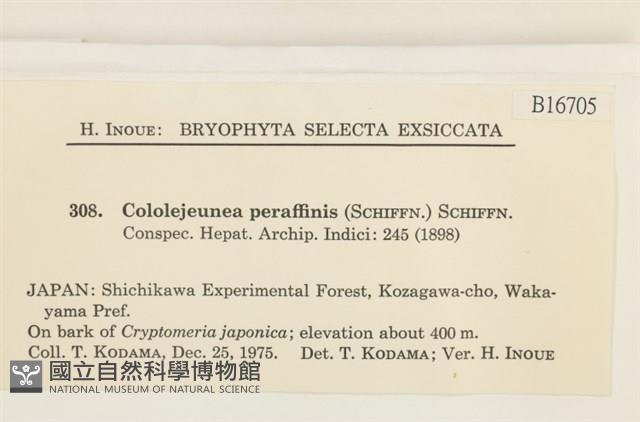 B16705
H. INOUE: BRYOPHYTA SELECTA EXSICCATA
308. Cololejeunea peraffinis (SCHIFFN.) SCHIFFN.
Conspec. Hepat. Archip. Indici: 245 (1898)
JAPAN: Shichikawa Experimental Forest, Kozagawa-cho, Waka-
yama Pref.
On bark of Cryptomeria japonica; elevation about 400 m.
Coll. T. KODAMA, Dec. 25, 1975. Det. T. KODAMA; Ver. H. INOUE
國立自然科學博物館
NATIONAL MUSEUM OF NATURAL SCIENCE